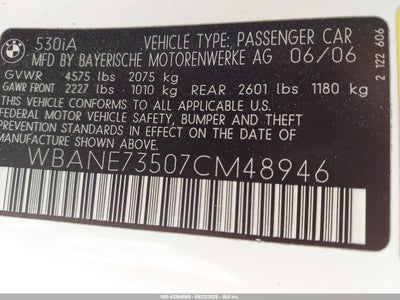 530iA VEHICLE TYPE: PASSENGER CAR
MFD BY BAYERISCHE MOTORENWERKE AG 06/06
GVWR 4575 lbs 2075 kg
GAWR FRONT 2227 lbs - 1010 kg REAR 2601 lbs 1180 kg
THIS CAR CONFORMS TO ALL APPLICABLE U.S.
FEDERAL MOTOR VEHICLE SAFETY, BUMPER AND THEFT
STANDARDS IN EFFECT ON THE DATE OF
MANUFACTURE SHOWN ABOVE.
WBANE73507CM48946
2 122 606